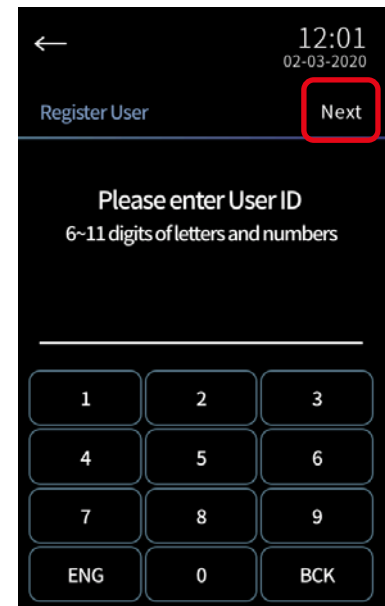 ←
12:01
02-03-2020
Register User
Next
Please enter User ID
6~11 digits of letters and numbers
1 2 3
4 5 6
7 8 9
ENG 0 BCK